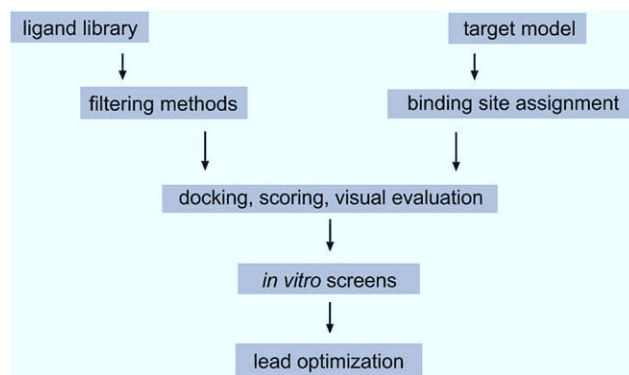 ligand library
target model
filtering methods
binding site assignment
docking, scoring, visual evaluation
in vitro screens
lead optimization